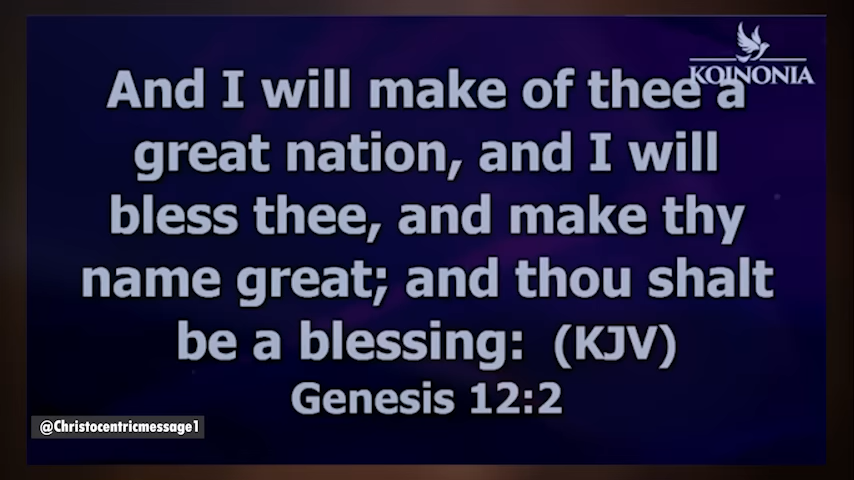 KOINONIA
And I will make of thee a
great nation, and I will
bless thee, and make thy
name great; and thou shalt
be a blessing: (KJV)
Genesis 12:2
@Christocentricmessage1